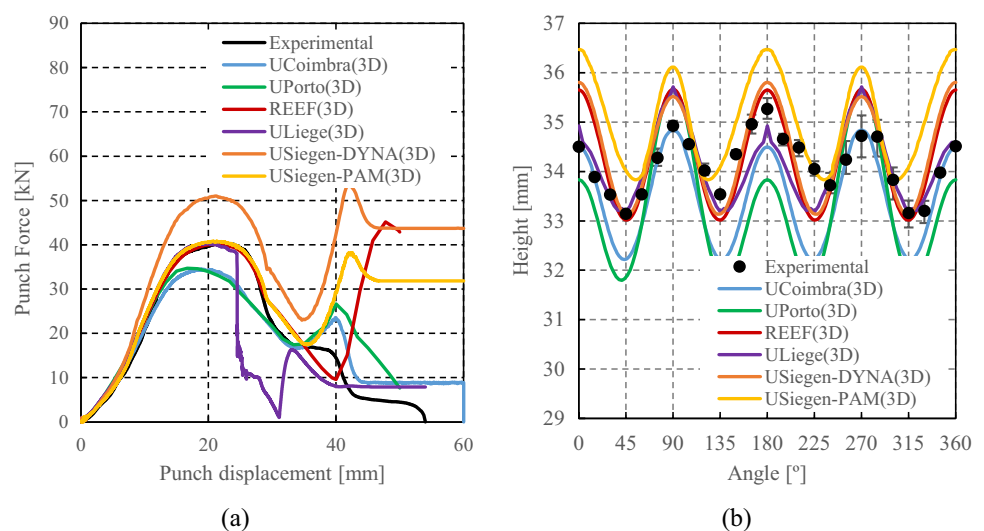 90
80
70
60
50
40
30
20
10
0
Punch Force [kN]
Experimental
UCoimbra(3D)
UPorto(3D)
REEF(3D)
ULiege(3D)
USiegen-DYNA(3D)
USiegen-PAM(3D)
0 20 40 60
Punch displacement [mm]
(a)
37
36
35
34
33
32
31
30
29
Height [mm]
Experimental
UCoimbra(3D)
UPorto(3D)
REEF(3D)
ULiege(3D)
USiegen-DYNA(3D)
USiegen-PAM(3D)
0 45 90 135 180 225 270 315 360
Angle [º]
(b)